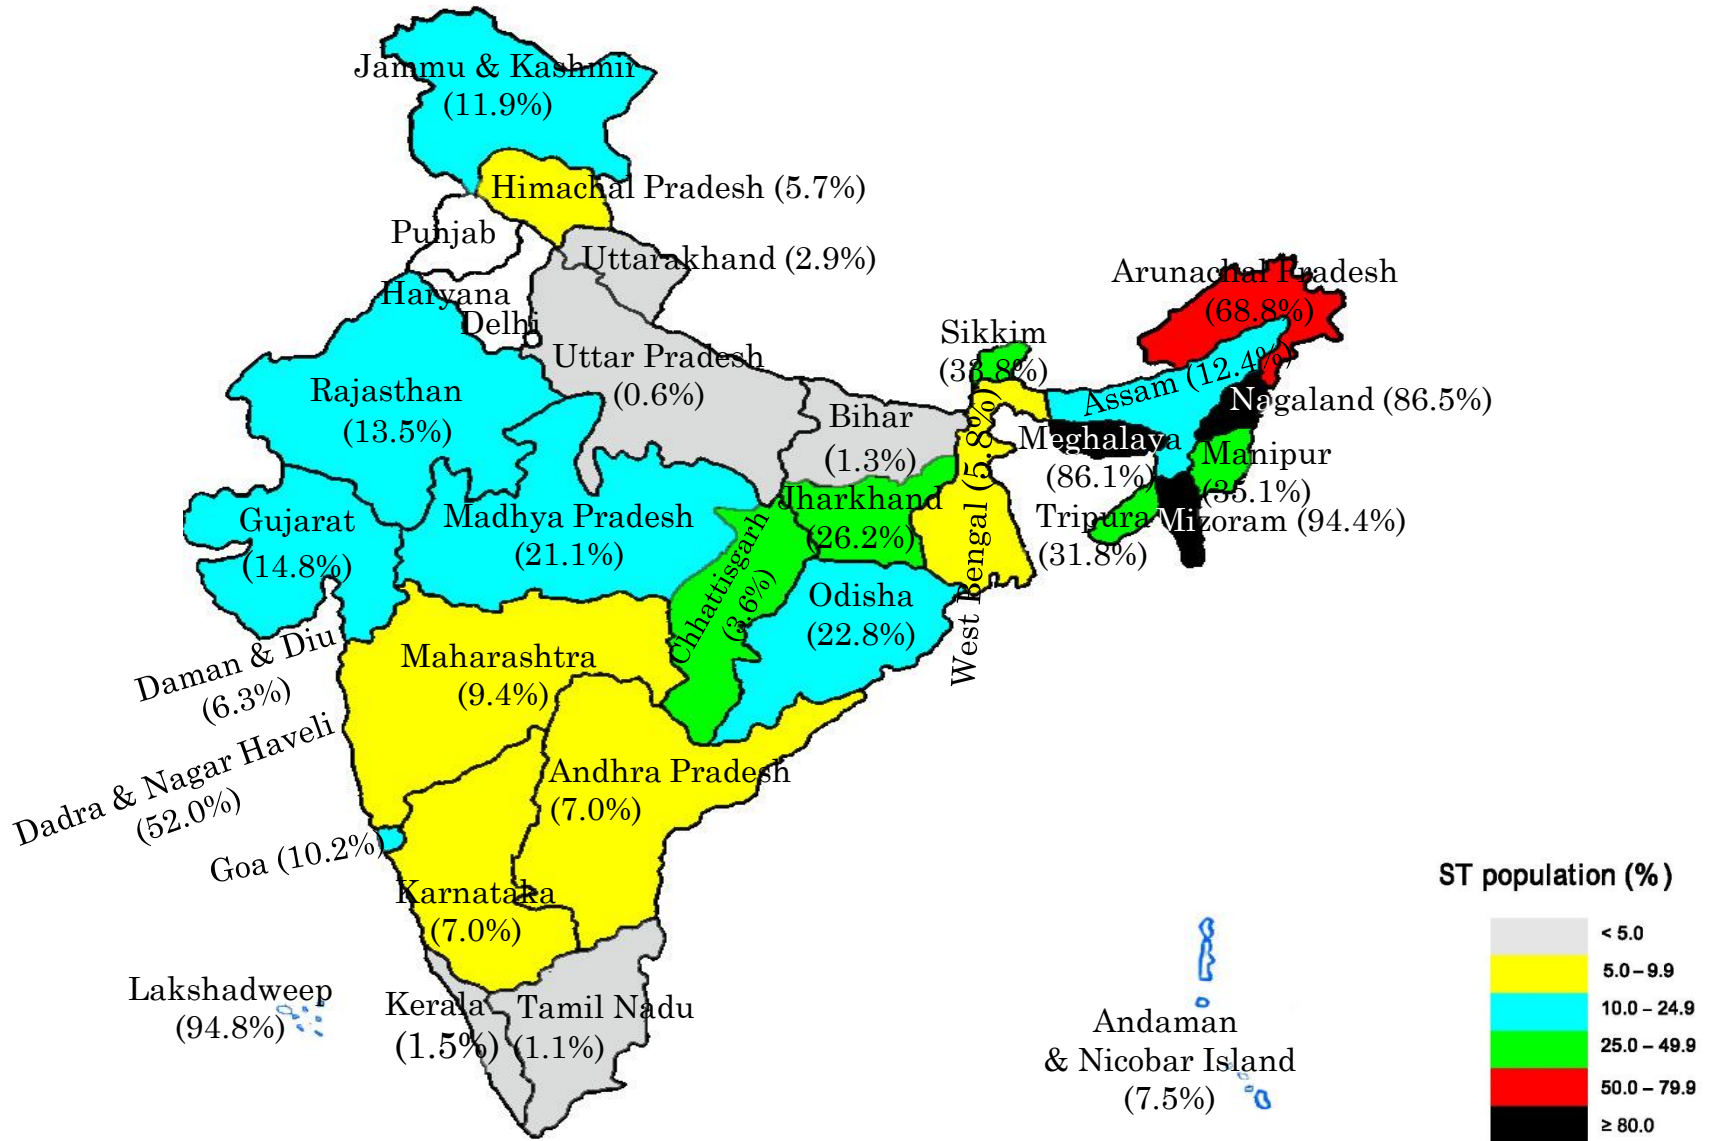 Jammu & Kashmir
(11.9%)
Himachal Pradesh (5.7%)
Punjab
Uttarakhand (2.9%)
Haryana
Delhi
Uttar Pradesh
(0.6%)
Rajasthan
(13.5%)
Bihar
(1.3%)
Sikkim
(33.8%)
Arunachal Pradesh
(68.8%)
Assam (12.4%)
Nagaland (86.5%)
Meghalaya
(86.1%)
Manipur
(35.1%)
Tripura
(31.8%)
Mizoram (94.4%)
Gujarat
(14.8%)
Madhya Pradesh
(21.1%)
Jharkhand
(26.2%)
West Bengal (5.8%)
Chhattisgarh
(3.6%)
Odisha
(22.8%)
Daman & Diu
(6.3%)
Maharashtra
(9.4%)
Dadra & Nagar Haveli
(52.0%)
Andhra Pradesh
(7.0%)
Goa (10.2%)
Karnataka
(7.0%)
Lakshadweep
(94.8%)
Kerala
(1.5%)
Tamil Nadu
(1.1%)
Andaman
& Nicobar Island
(7.5%)
ST population (%)
< 5.0
5.0 – 9.9
10.0 – 24.9
25.0 – 49.9
50.0 – 79.9
≥ 80.0